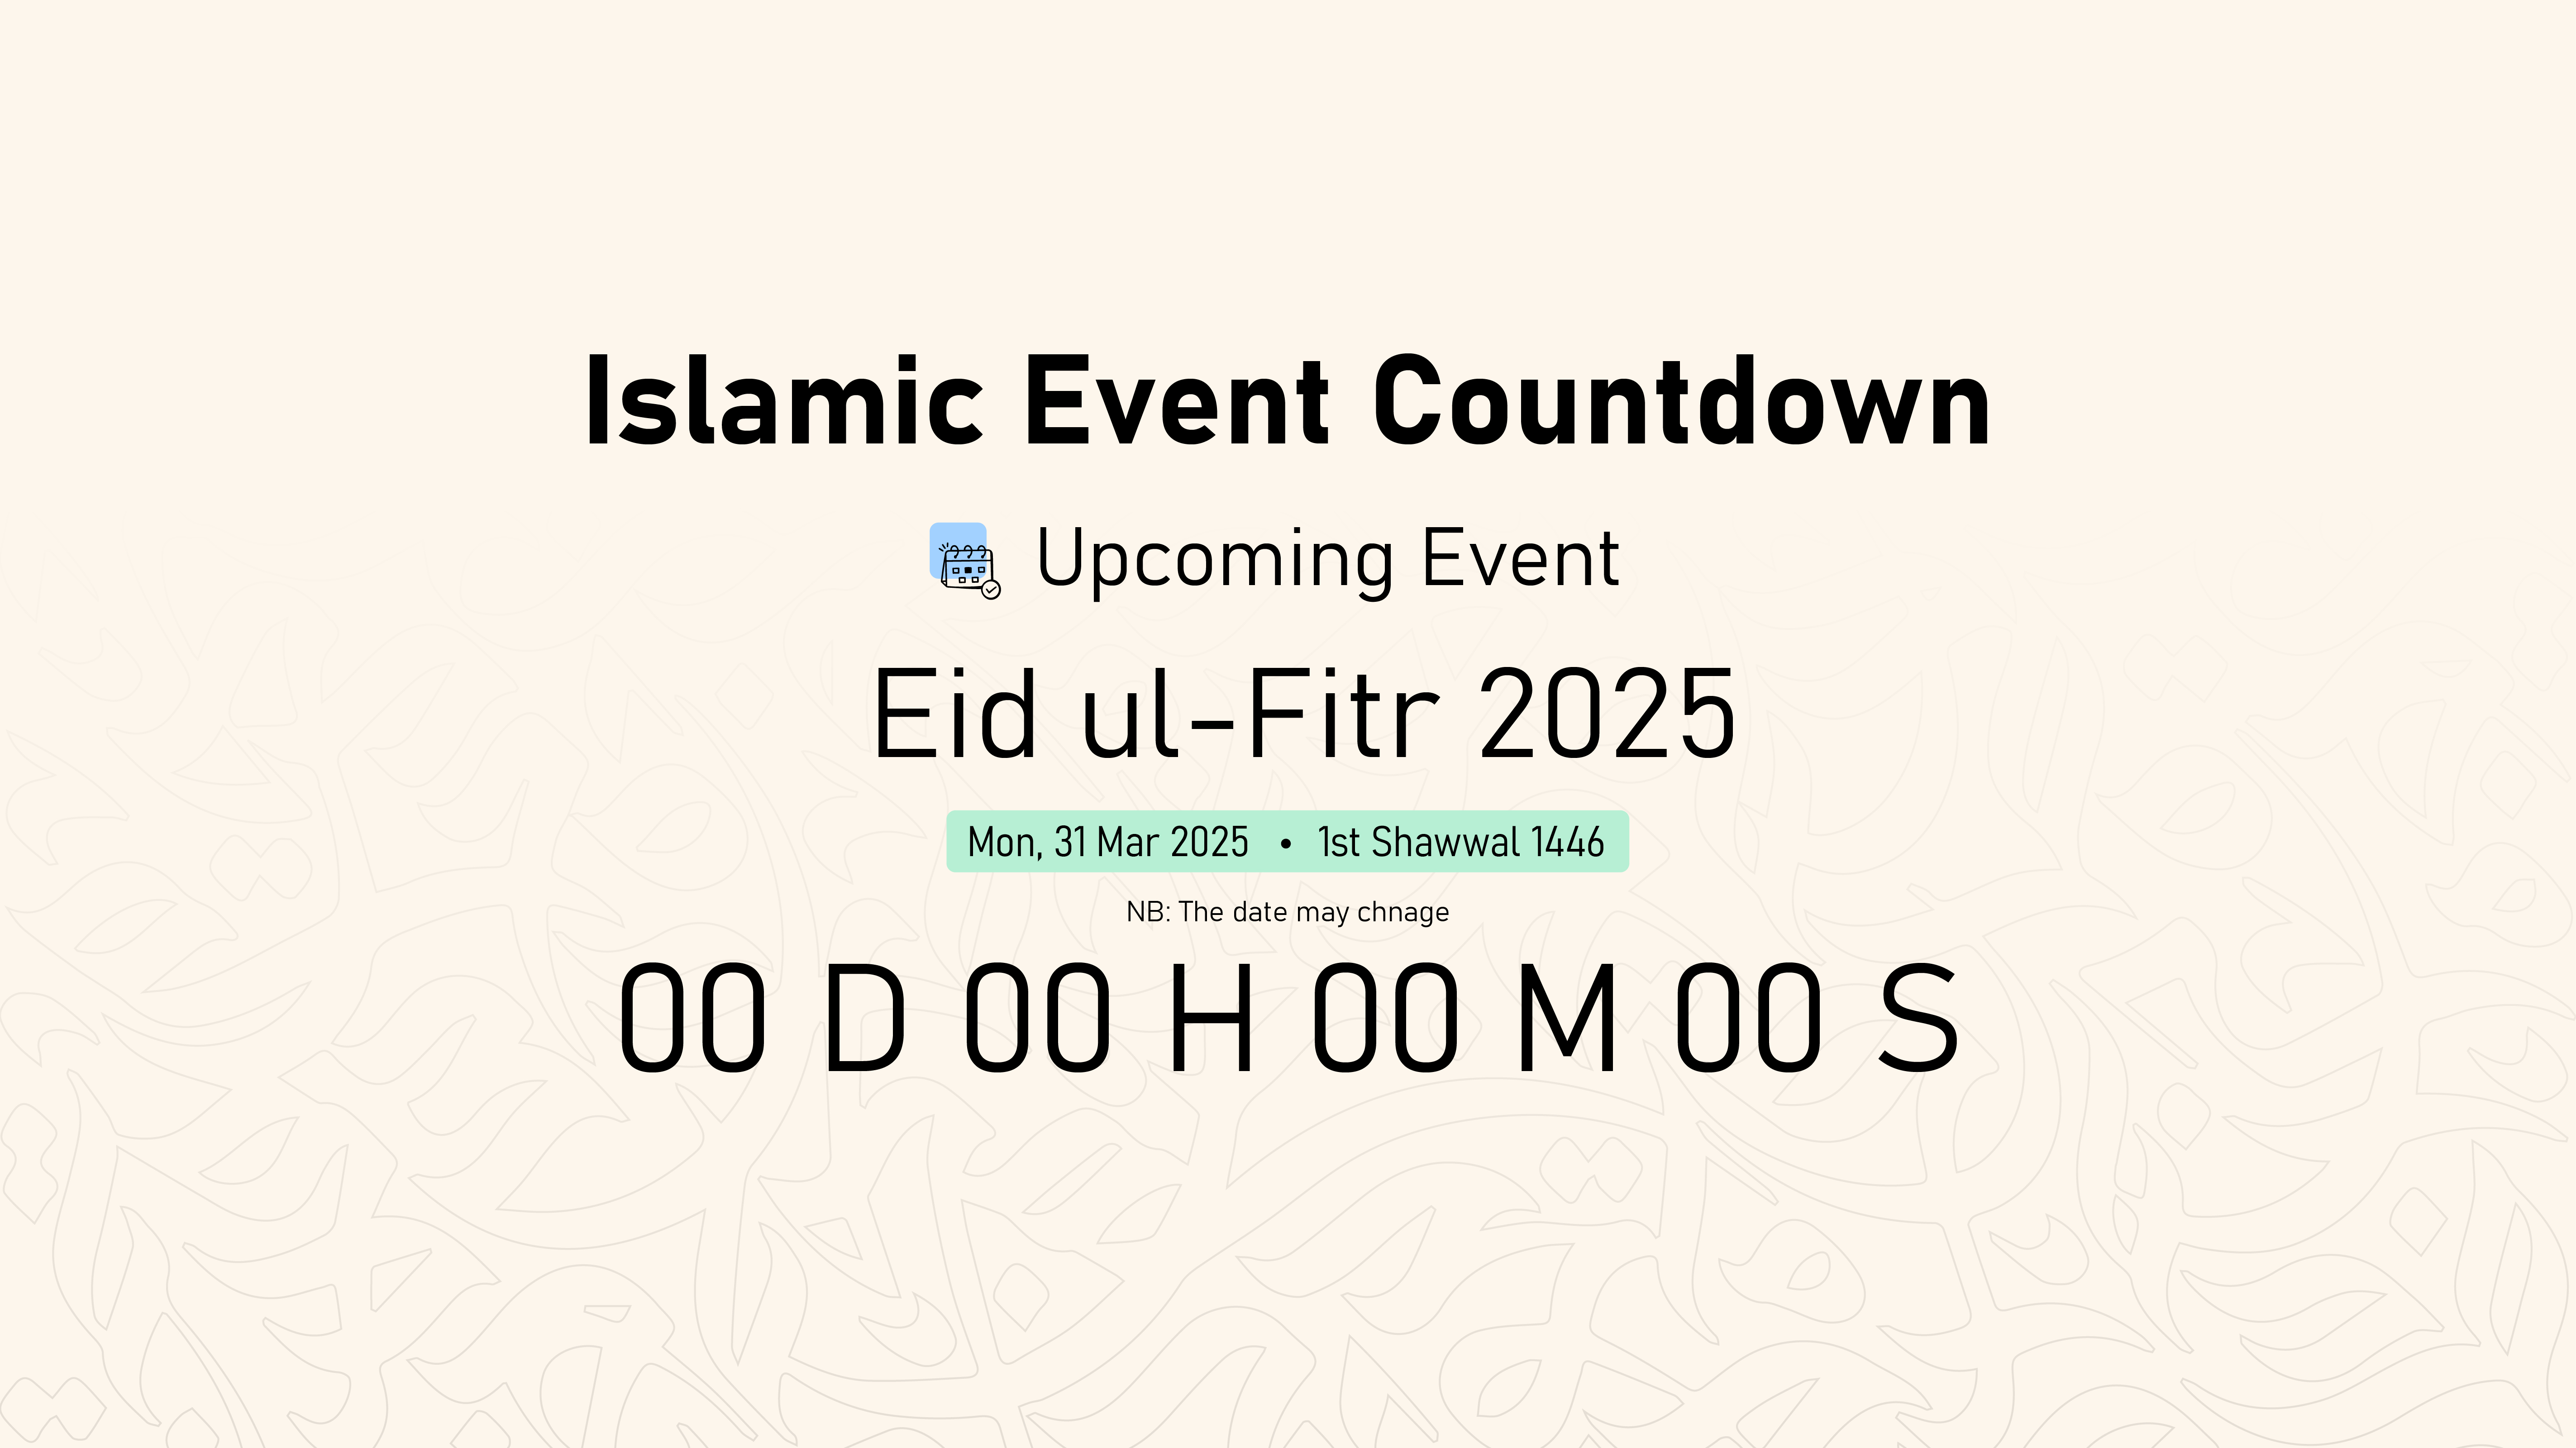 Islamic Event Countdown
Upcoming Event
Eid ul-Fitr 2025
Mon, 31 Mar 2025 • 1st Shawwal 1446
NB: The date may chnage
00 D 00 H 00 M 00 S